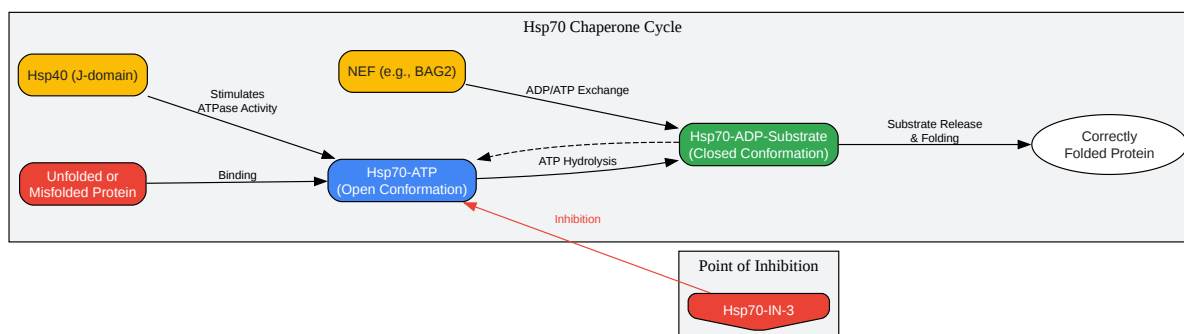 Hsp70 Chaperone Cycle
Hsp40 (J-domain)
NEF (e.g., BAG2)
Stimulates
ATPase Activity
ADP/ATP Exchange
Hsp70-ADP-Substrate
(Closed Conformation)
Substrate Release
& Folding
Correctly
Folded Protein
Unfolded or
Misfolded Protein
Binding
Hsp70-ATP
(Open Conformation)
ATP Hydrolysis
Inhibition
Point of Inhibition
Hsp70-IN-3